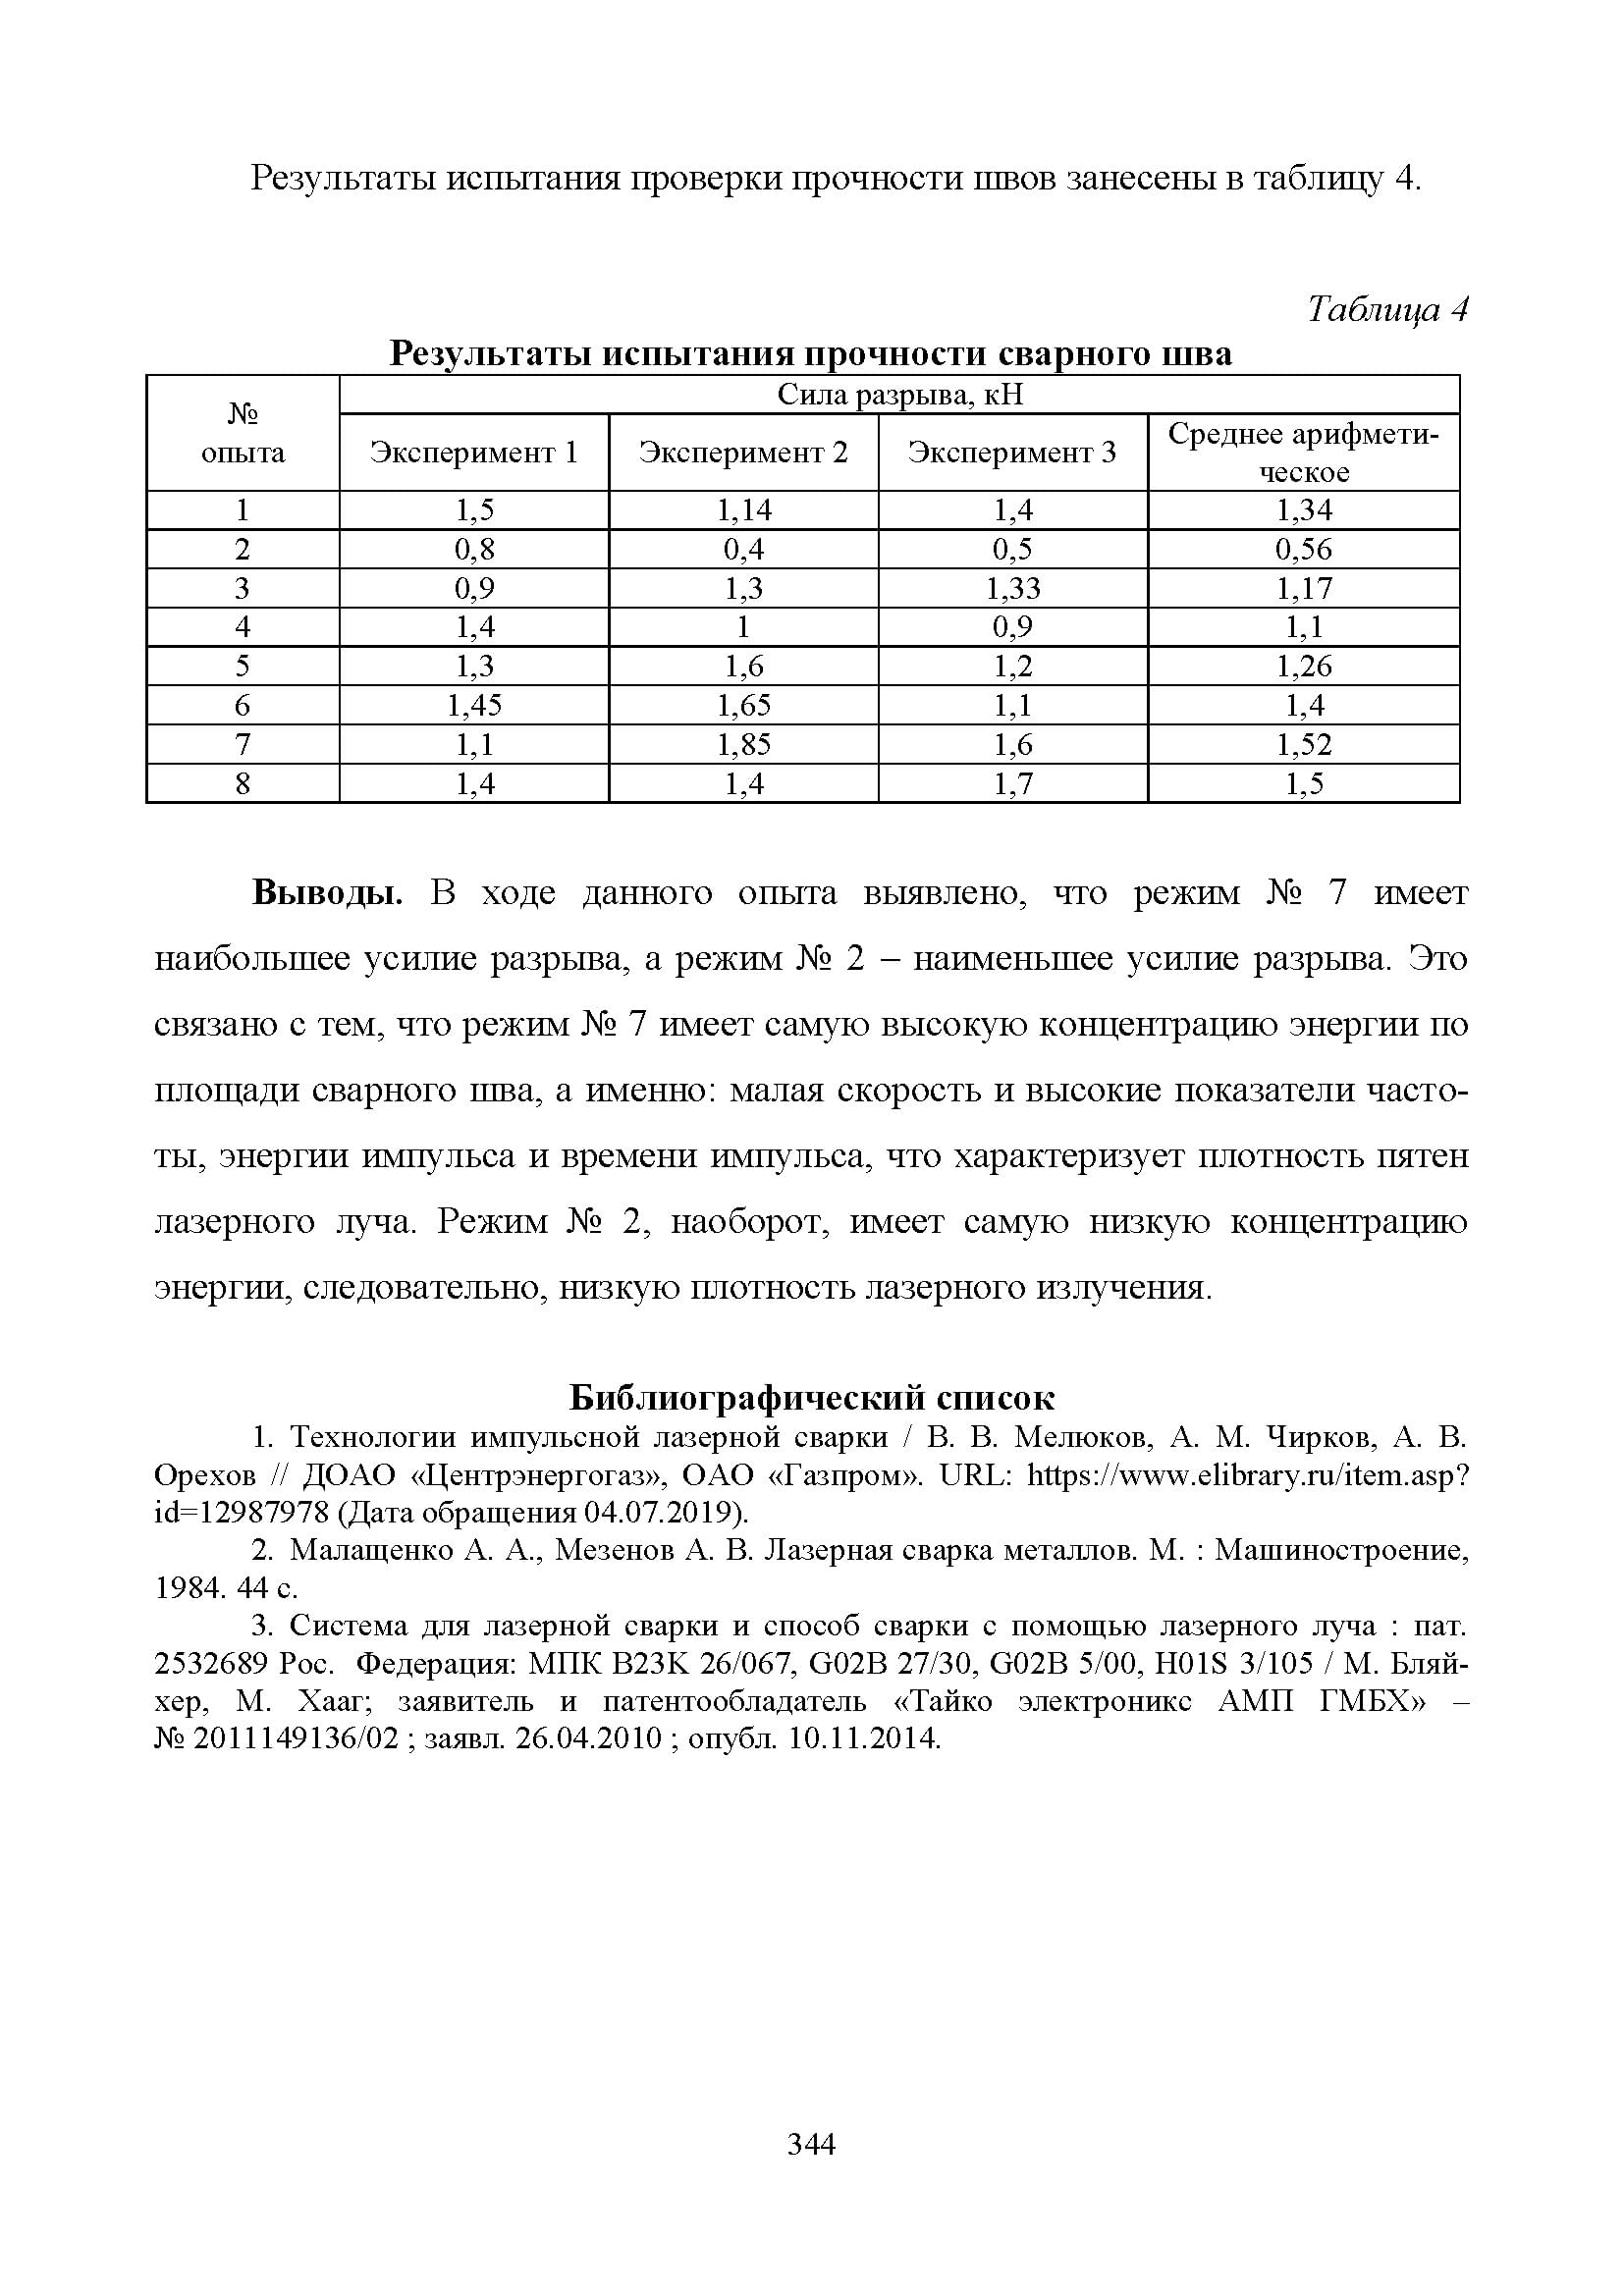 Результаты испытания проверки прочности швов занесены в таблицу 4.
Таблица 4
Результаты испытания прочности сварного шва
№ опыта Сила разрыва, кН
Эксперимент 1 Эксперимент 2 Эксперимент 3 Среднее арифмети-
ческое
1 1,5 1,14 1,4 1,34
2 0,8 0,4 0,5 0,56
3 0,9 1,3 1,33 1,17
4 1,4 1 0,9 1,1
5 1,3 1,6 1,2 1,26
6 1,45 1,65 1,1 1,4
7 1,1 1,85 1,6 1,52
8 1,4 1,4 1,7 1,5
Выводы. В ходе данного опыта выявлено, что режим № 7 имеет
наибольшее усилие разрыва, а режим № 2 – наименьшее усилие разрыва. Это
связано с тем, что режим № 7 имеет самую высокую концентрацию энергии по
площади сварного шва, а именно: малая скорость и высокие показатели часто-
ты, энергии импульса и времени импульса, что характеризует плотность пятен
лазерного луча. Режим № 2, наоборот, имеет самую низкую концентрацию
энергии, следовательно, низкую плотность лазерного излучения.
Библиографический список
1. Технологии импульсной лазерной сварки / В. В. Мелюков, А. М. Чирков, А. В.
Орехов // ДОАО «Центрэнергогаз», ОАО «Газпром». URL: https://www.elibrary.ru/item.asp?
id=12987978 (Дата обращения 04.07.2019).
2. Малащенко А. А., Мезенов А. В. Лазерная сварка металлов. М. : Машиностроение,
1984. 44 с.
3. Система для лазерной сварки и способ сварки с помощью лазерного луча : пат.
2532689 Рос. Федерация: МПК B23K 26/067, G02B 27/30, G02B 5/00, H01S 3/105 / М. Бляй-
хер, М. Хааг; заявитель и патентообладатель «Тайко электроникс АМП ГМБХ» –
№ 2011149136/02 ; заявл. 26.04.2010 ; опубл. 10.11.2014.
344